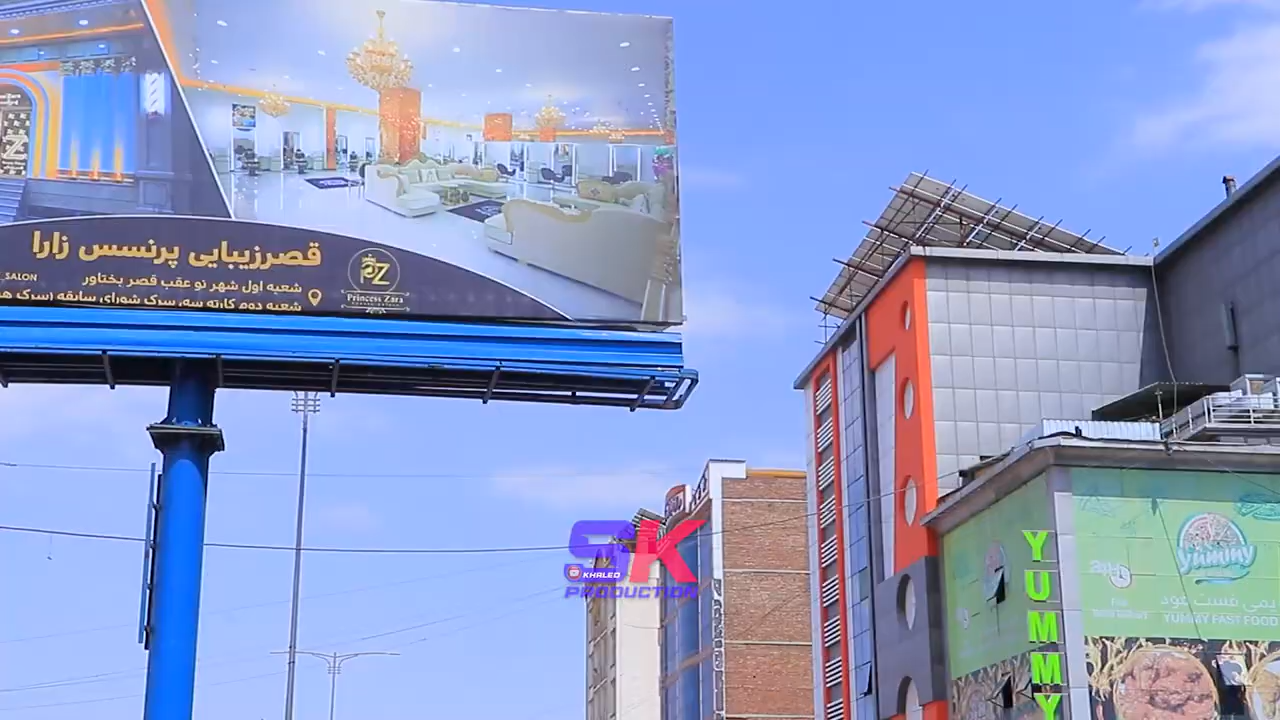 قصرزیبایی پرنسس زارا
شعبه اول شهر نو عقب قصر بختاور
شعبه دوم کارته سه، سرک شورای سابقه (سرک
SALON
PZ
Princess Zara
SK
KHALED
PRODUCTION
YUMMY
yummy
یمی فست فود
YUMMY FAST FOOD